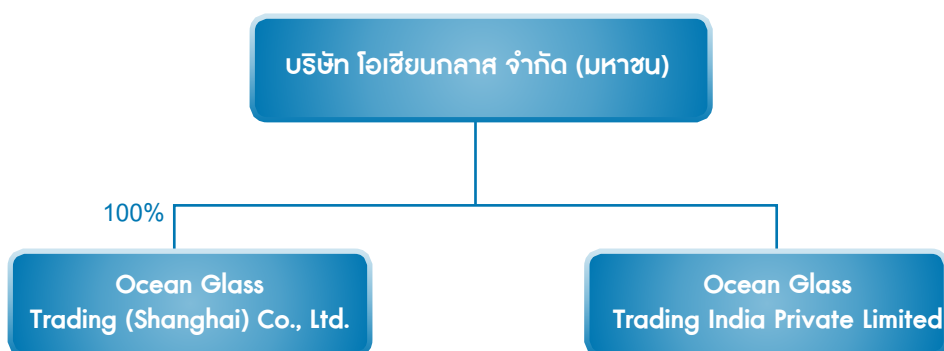 บริษัท โอเชียนกลาส จำกัด (มหาชน)
100%
Ocean Glass
Trading (Shanghai) Co., Ltd.
Ocean Glass
Trading India Private Limited